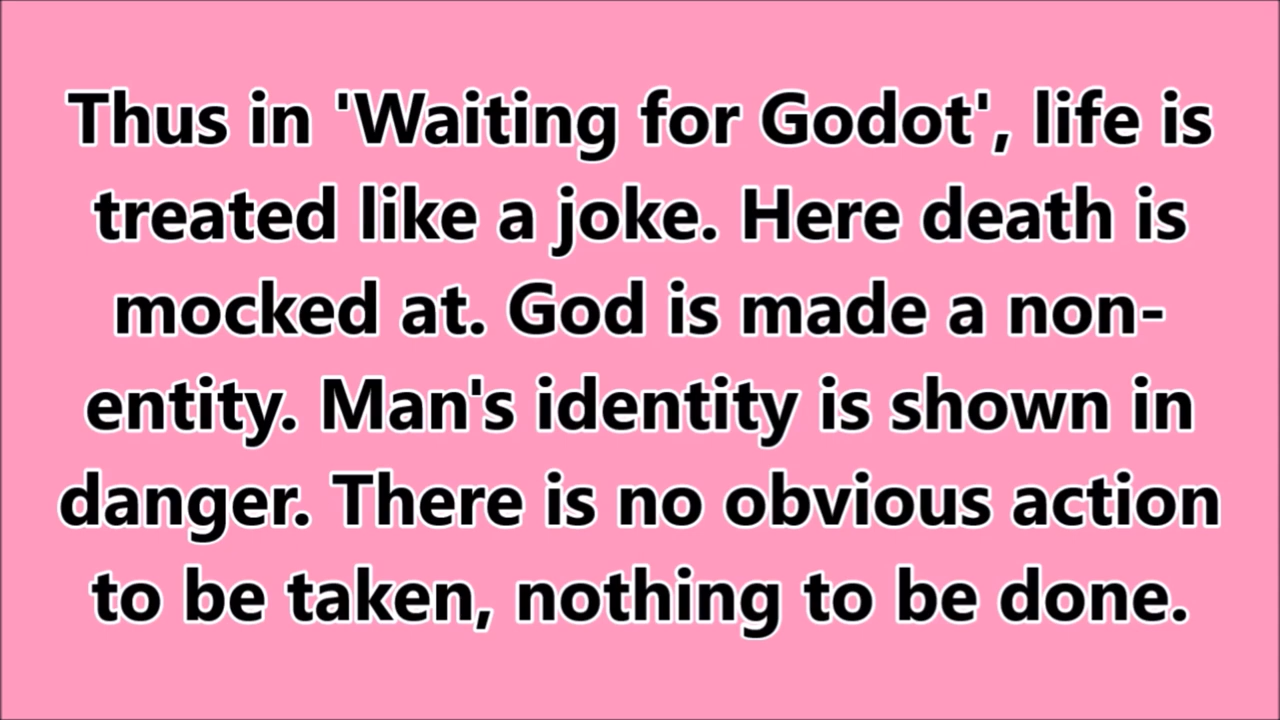 Thus in 'Waiting for Godot', life is
treated like a joke. Here death is
mocked at. God is made a non-
entity. Man's identity is shown in
danger. There is no obvious action
to be taken, nothing to be done.